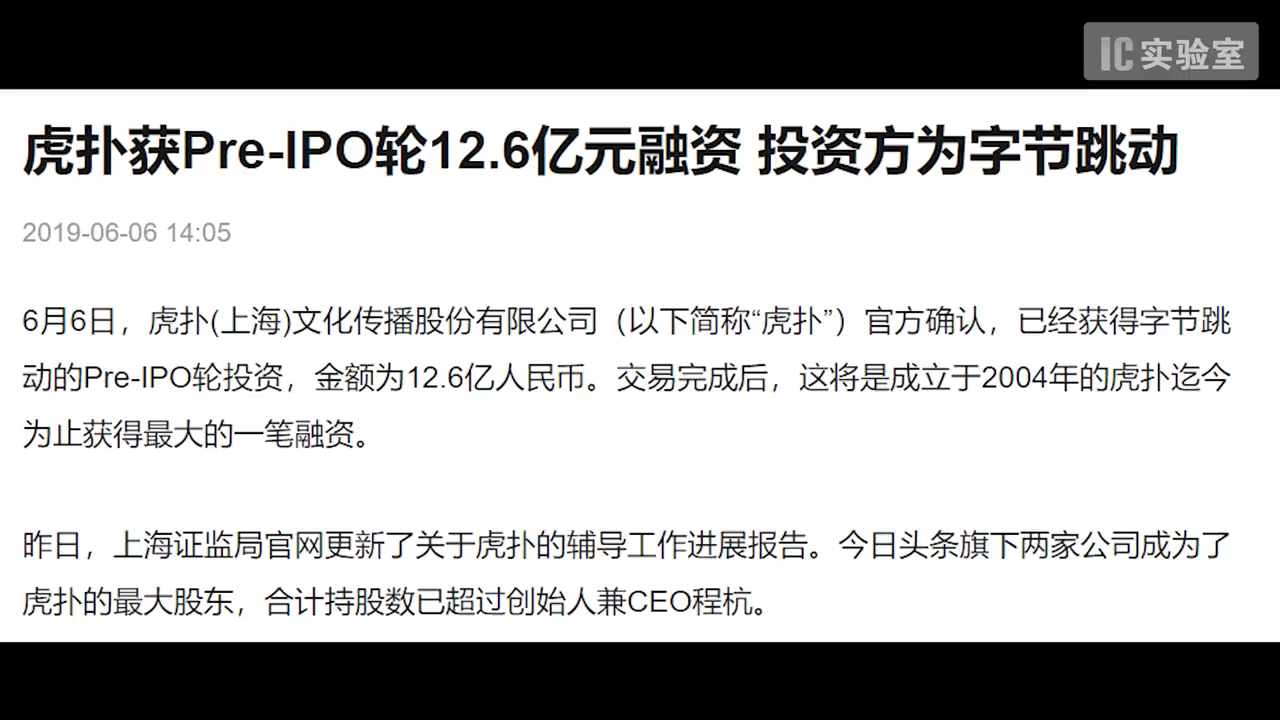 IC实验室
虎扑获Pre-IPO轮12.6亿元融资 投资方为字节跳动
2019-06-06 14:05
6月6日，虎扑(上海)文化传播股份有限公司（以下简称“虎扑”）官方确认，已经获得字节跳
动的Pre-IPO轮投资，金额为12.6亿人民币。交易完成后，这将是成立于2004年的虎扑迄今
为止获得最大的一笔融资。
昨日，上海证监局官网更新了关于虎扑的辅导工作进展报告。今日头条旗下两家公司成为了
虎扑的最大股东，合计持股数已超过创始人兼CEO程杭。